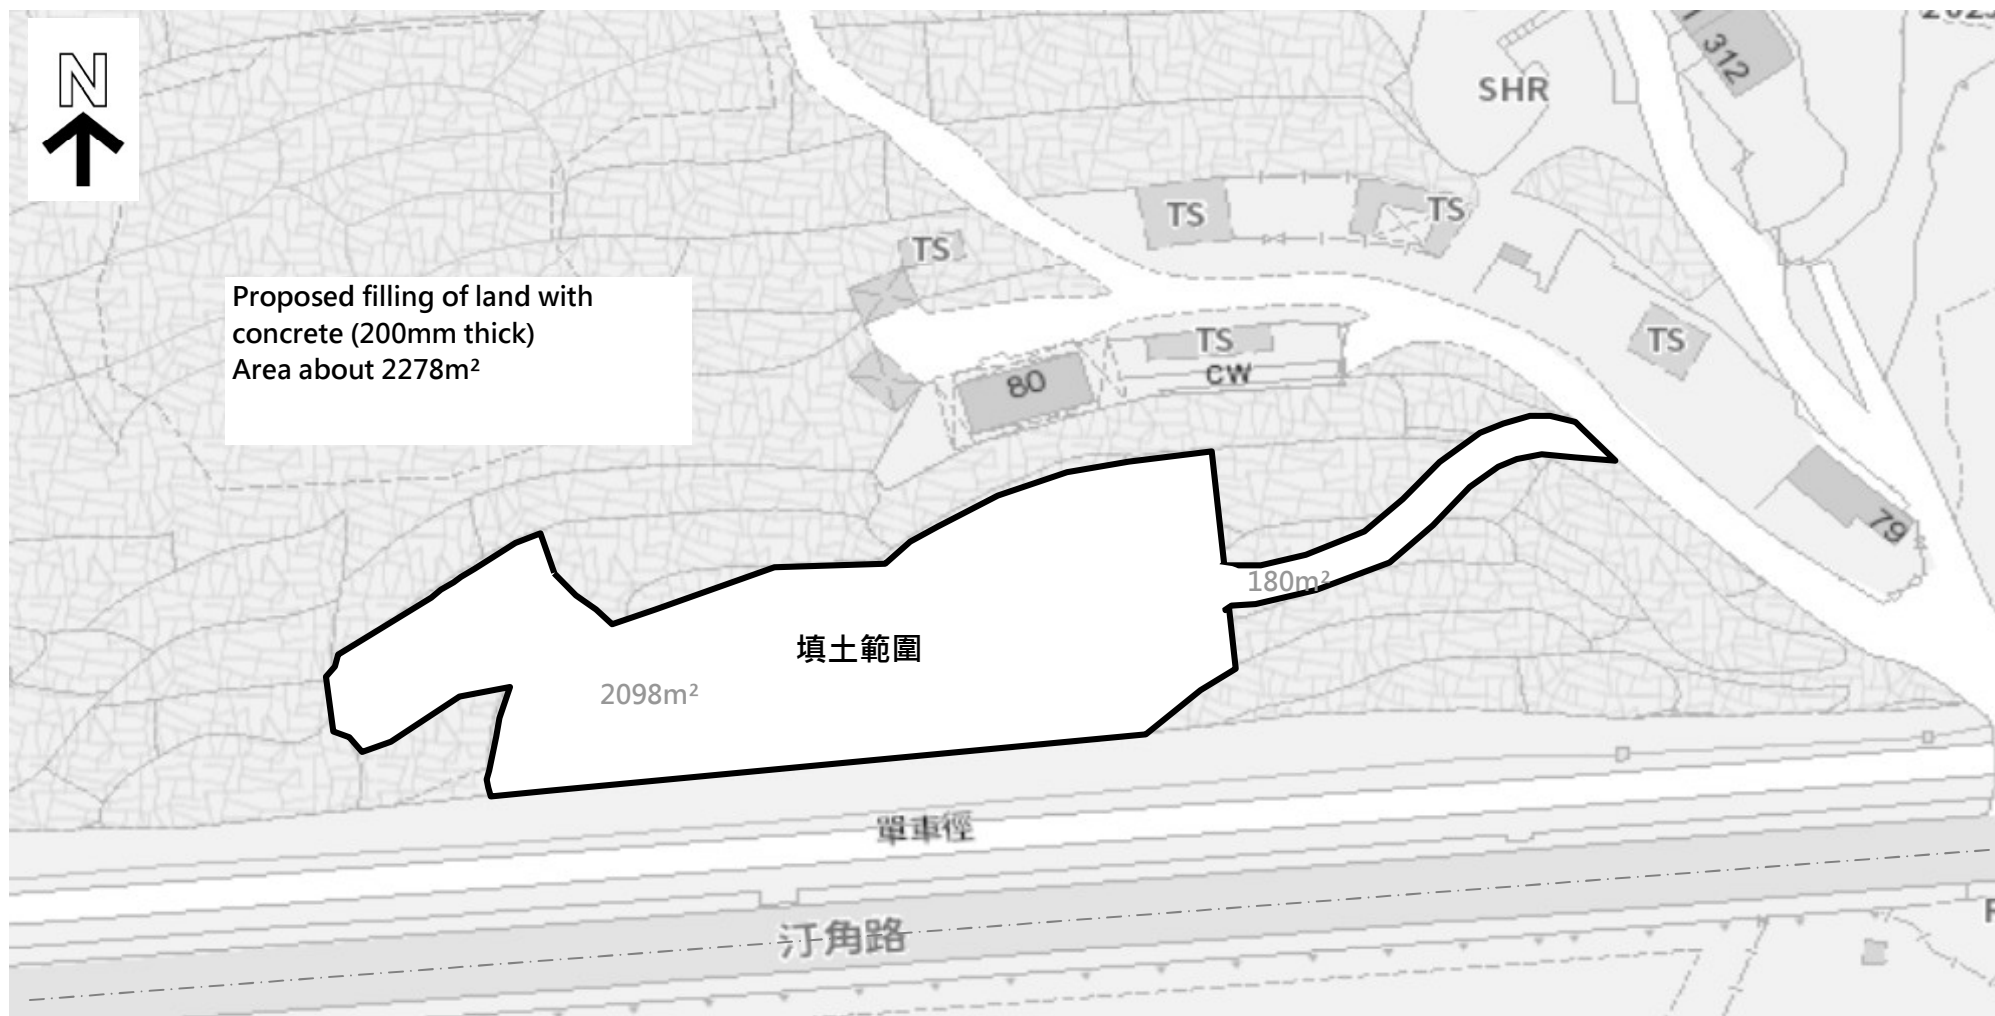 N
312
SHR
TS
TS
TS
Proposed filling of land with
concrete (200mm thick)
Area about 2278m²
TS
TS
80
CW
79
180m²
填土範圍
2098m²
單車徑
汀角路